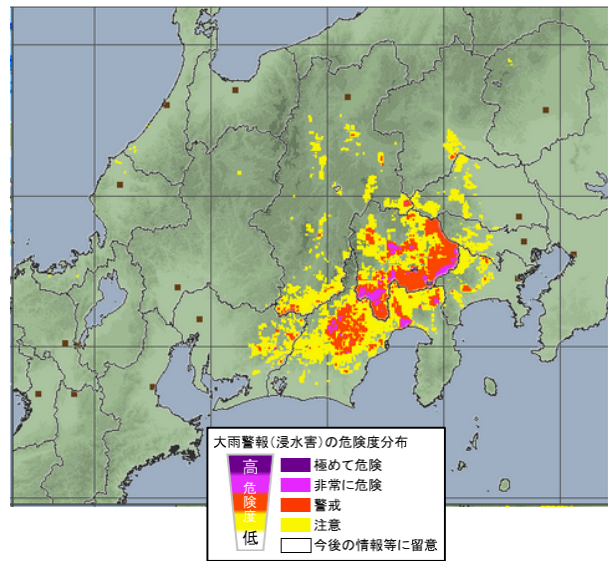 大雨警報(浸水害)の危険度分布
高
危
険
度
低
極めて危険
非常に危険
警戒
注意
今後の情報等に留意